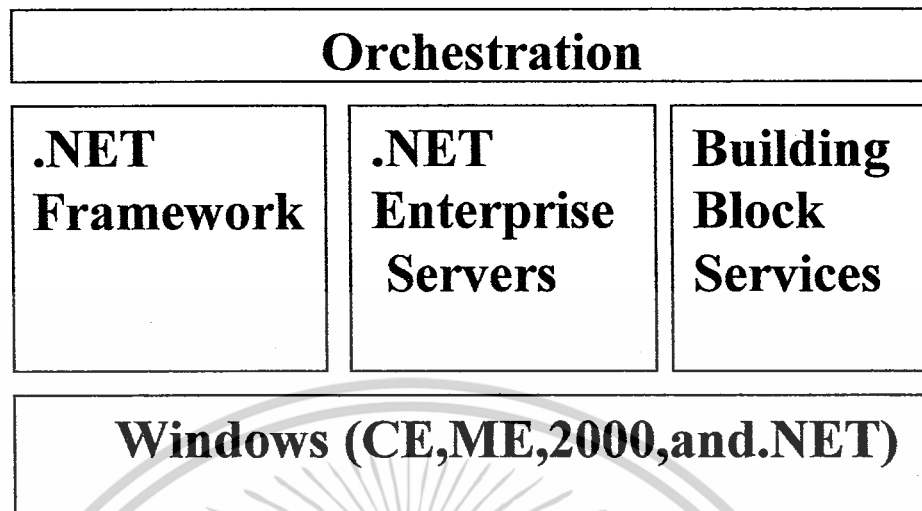 Orchestration
.NET
Framework
.NET
Enterprise
Servers
Building
Block
Services
Windows (CE,ME,2000,and.NET)